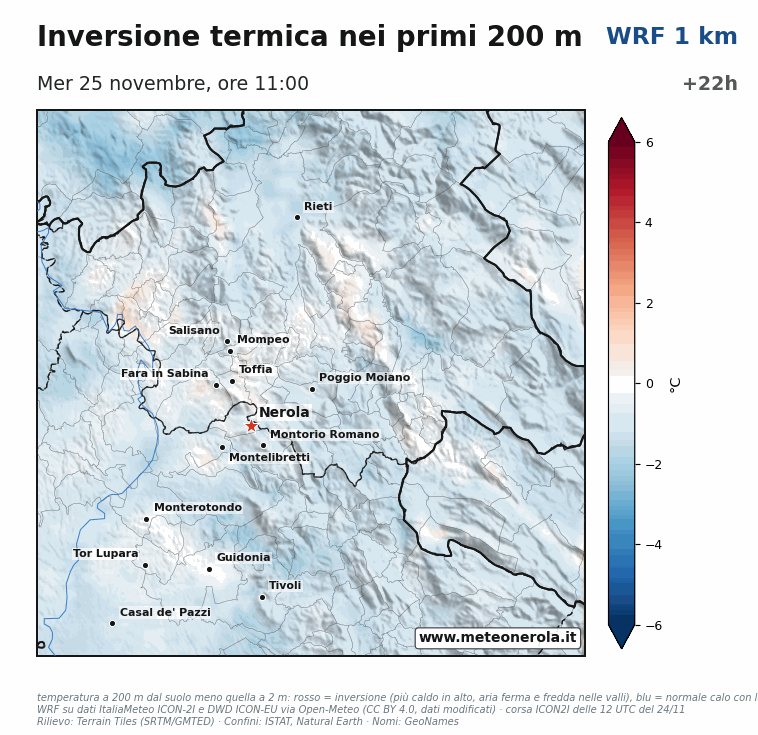 Inversione termica nei primi 200 m
WRF 1 km
Mer 25 novembre, ore 11:00
+22h
Rieti
Salisano
Mompeo
Toffia
Fara in Sabina
Poggio Moiano
Nerola
Montorio Romano
Montelibretti
Monterotondo
Tor Lupara
Guidonia
Tivoli
Casal de' Pazzi
www.meteonerola.it
6
4
2
0
−2
−4
−6
°C
temperatura a 200 m dal suolo meno quella a 2 m: rosso = inversione (più caldo in alto, aria ferma e fredda nelle valli), blu = normale calo con l
WRF su dati ItaliaMeteo ICON-2I e DWD ICON-EU via Open-Meteo (CC BY 4.0, dati modificati) · corsa ICON2I delle 12 UTC del 24/11
Rilievo: Terrain Tiles (SRTM/GMTED) · Confini: ISTAT, Natural Earth · Nomi: GeoNames